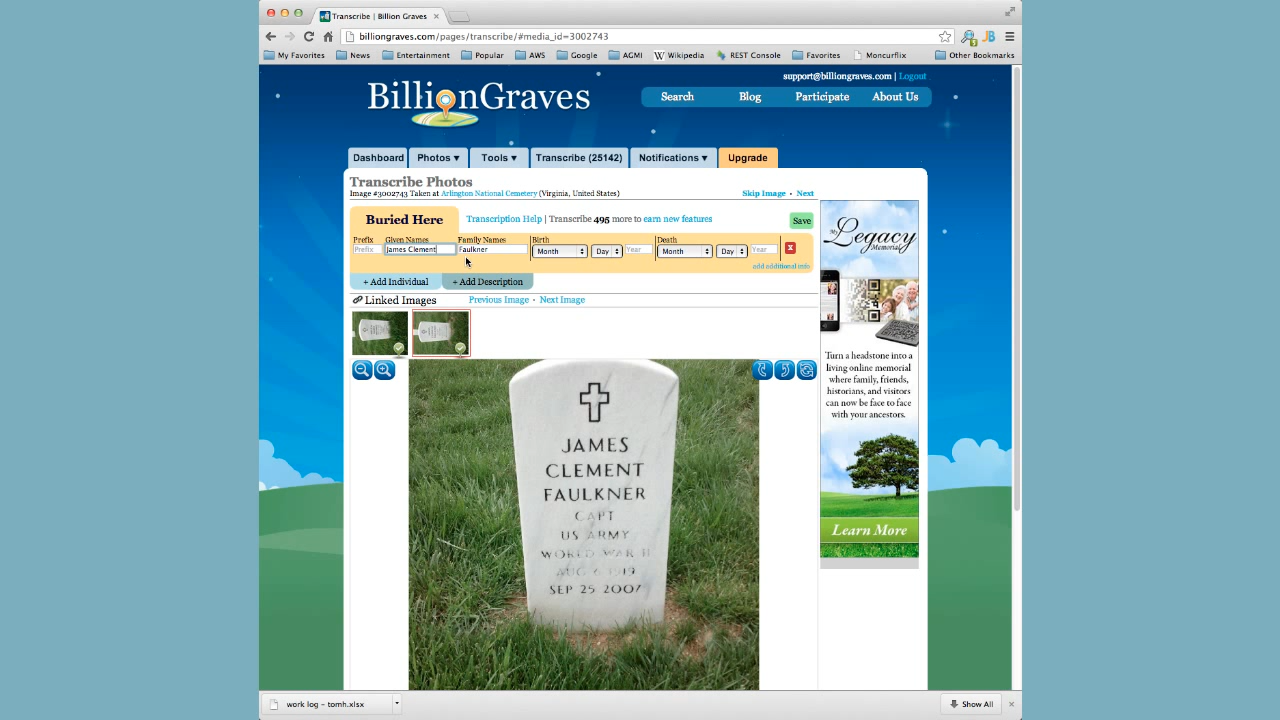 Transcribe | Billion Graves
billiongraves.com/pages/transcribe/#media_id=3002743
My Favorites News Entertainment Popular AWS Google AGMI Wikipedia REST Console Favorites Moncurflix Other Bookmarks
support@billiongraves.com | Logout
BillionGraves
Search Blog Participate About Us
Dashboard Photos ▾ Tools ▾ Transcribe (25142) Notifications ▾ Upgrade
Transcribe Photos
Image #3002743 Taken at Arlington National Cemetery (Virginia, United States) Skip Image - Next
Buried Here Transcription Help | Transcribe 495 more to earn new features Save
Prefix Given Names Family Names Birth Death
Prefix James Clement Faulkner Month Day Year Month Day Year x
add additional info
+ Add Individual + Add Description
Linked Images Previous Image - Next Image
JAMES
CLEMENT
FAULKNER
CAPT
US ARMY
WORLD WAR II
AUG 6 1919
SEP 25 2007
My Legacy
Memorial
Turn a headstone into a
living online memorial
where family, friends,
historians, and visitors
can now be face to face
with your ancestors.
Learn More
work log - tomh.xlsx Show All